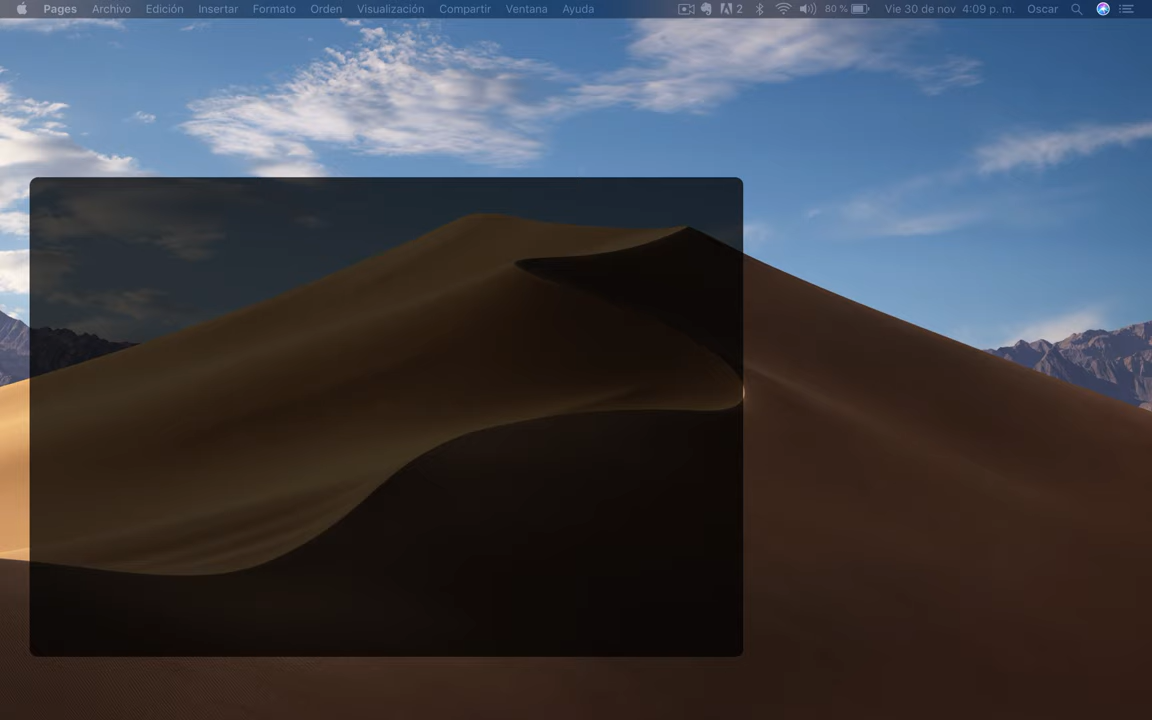 Pages Archivo Edición Insertar Formato Orden Visualización Compartir Ventana Ayuda 2 80 % Vie 30 de nov 4:09 p. m. Oscar